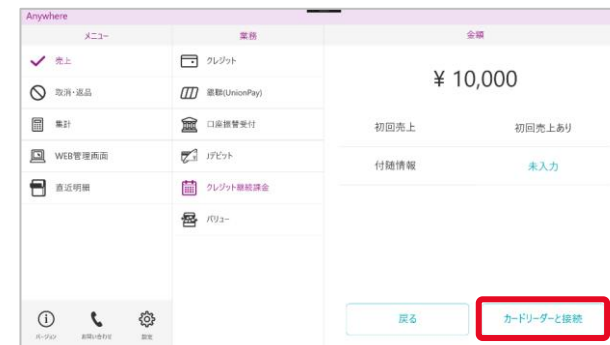 Anywhere
メニュー
業務
金額
売上
取消・返品
集計
WEB管理画面
直近明細
クレジット
銀聯(UnionPay)
口座振替受付
Jデビット
クレジット継続課金
バリュー
¥ 10,000
初回売上
初回売上あり
付随情報
未入力
バージョン
お問い合わせ
設定
戻る
カードリーダーと接続